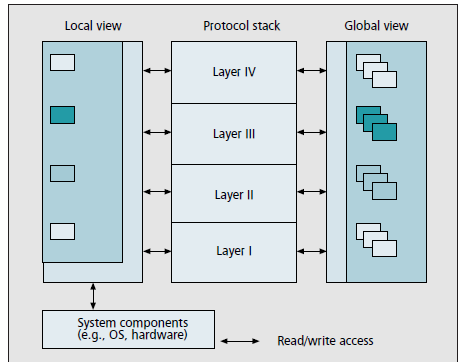 Local view
Protocol stack
Global view
Layer IV
Layer III
Layer II
Layer I
System components
(e.g., OS, hardware)
Read/write access